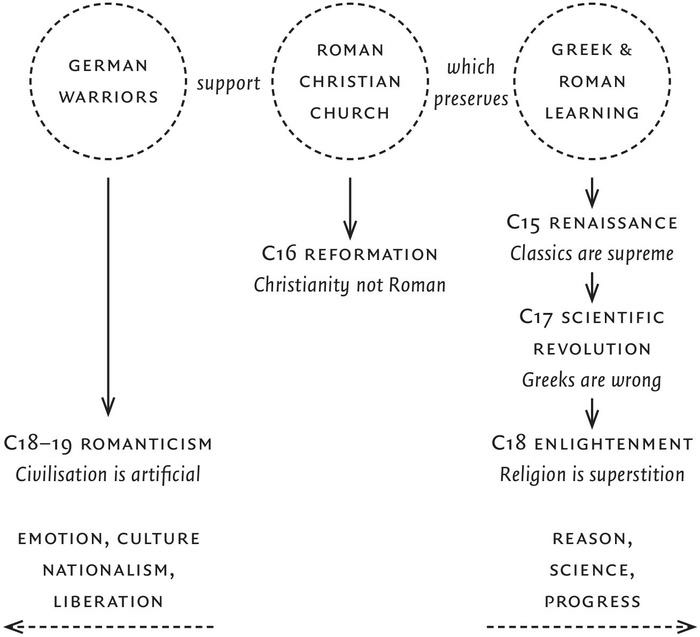 GERMAN
WARRIORS
support
ROMAN
CHRISTIAN
CHURCH
which
preserves
GREEK &
ROMAN
LEARNING
C15 RENAISSANCE
Classics are supreme
C16 REFORMATION
Christianity not Roman
C17 SCIENTIFIC
REVOLUTION
Greeks are wrong
C18–19 ROMANTICISM
Civilisation is artificial
C18 ENLIGHTENMENT
Religion is superstition
EMOTION, CULTURE
NATIONALISM,
LIBERATION
REASON,
SCIENCE,
PROGRESS